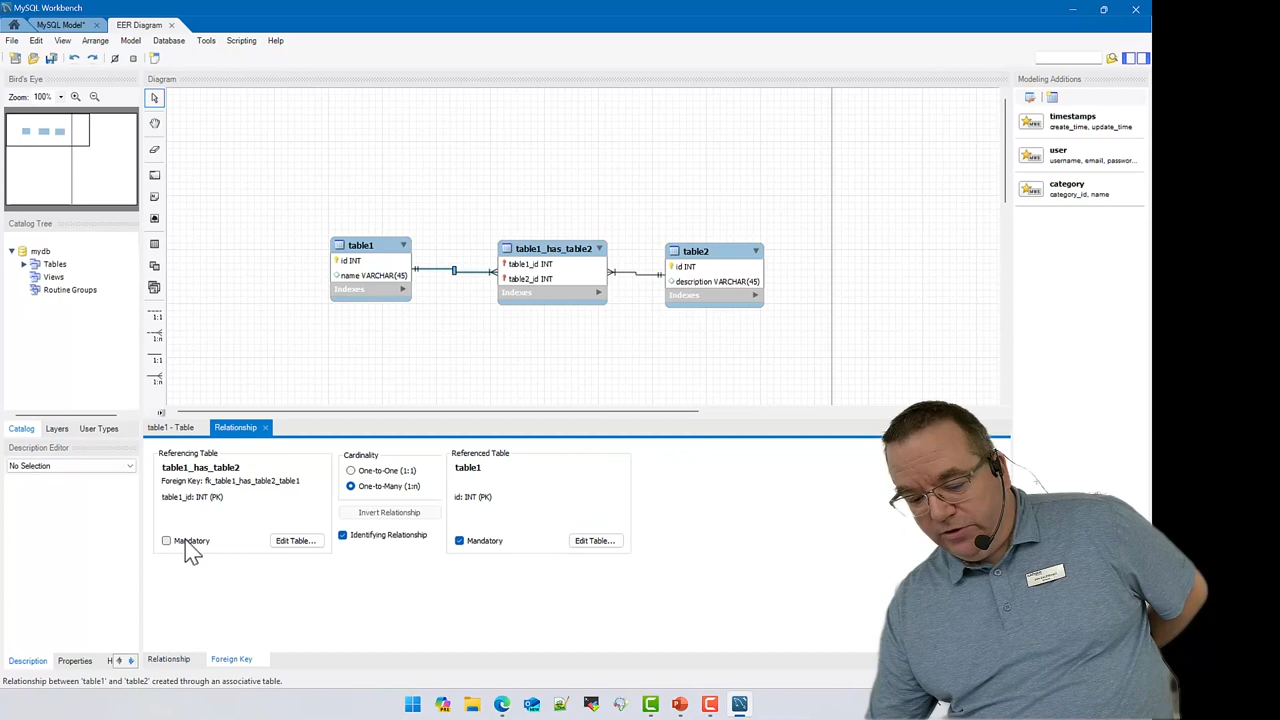 MySQL Workbench
MySQL Model*
EER Diagram
File Edit View Arrange Model Database Tools Scripting Help
Bird's Eye
Diagram
Modeling Additions
Zoom: 100%
timestamps
create_time, update_time
user
username, email, passwor...
category
category_id, name
Catalog Tree
mydb
Tables
Views
Routine Groups
table1
id INT
name VARCHAR(45)
Indexes
table1_has_table2
table1_id INT
table2_id INT
Indexes
table2
id INT
description VARCHAR(45)
Indexes
1:1
1:n
1:1
1:n
Catalog Layers User Types
table1 - Table
Relationship
Description Editor
No Selection
Referencing Table
table1_has_table2
Foreign Key: fk_table1_has_table2_table1
table1_id: INT (PK)
Mandatory
Edit Table...
Cardinality
One-to-One (1:1)
One-to-Many (1:n)
Invert Relationship
Identifying Relationship
Referenced Table
table1
id: INT (PK)
Mandatory
Edit Table...
Description Properties H
Relationship Foreign Key
Relationship between 'table1' and 'table2' created through an associative table.